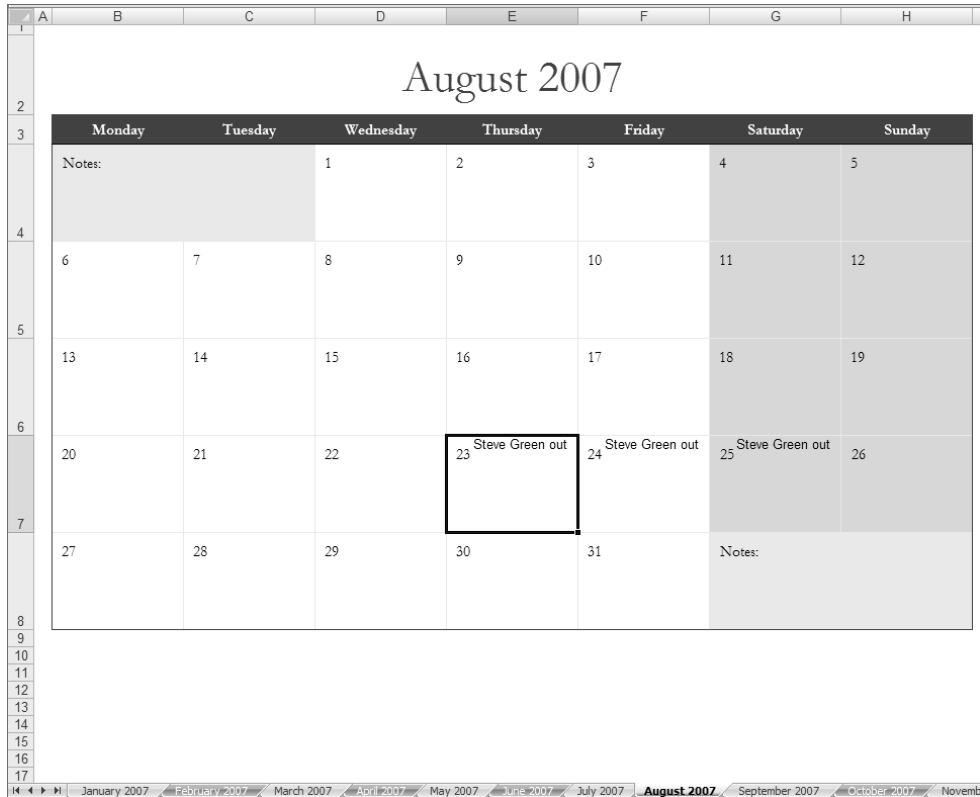 A B C D E F G H
1
August 2007
2
3 Monday Tuesday Wednesday Thursday Friday Saturday Sunday
Notes: 1 2 3 4 5
4
6 7 8 9 10 11 12
5
13 14 15 16 17 18 19
6
Steve Green out Steve Green out Steve Green out
20 21 22 23 24 25 26
7
27 28 29 30 31 Notes:
8
9
10
11
12
13
14
15
16
17
January 2007 February 2007 March 2007 April 2007 May 2007 June 2007 July 2007 August 2007 September 2007 October 2007 Novemb